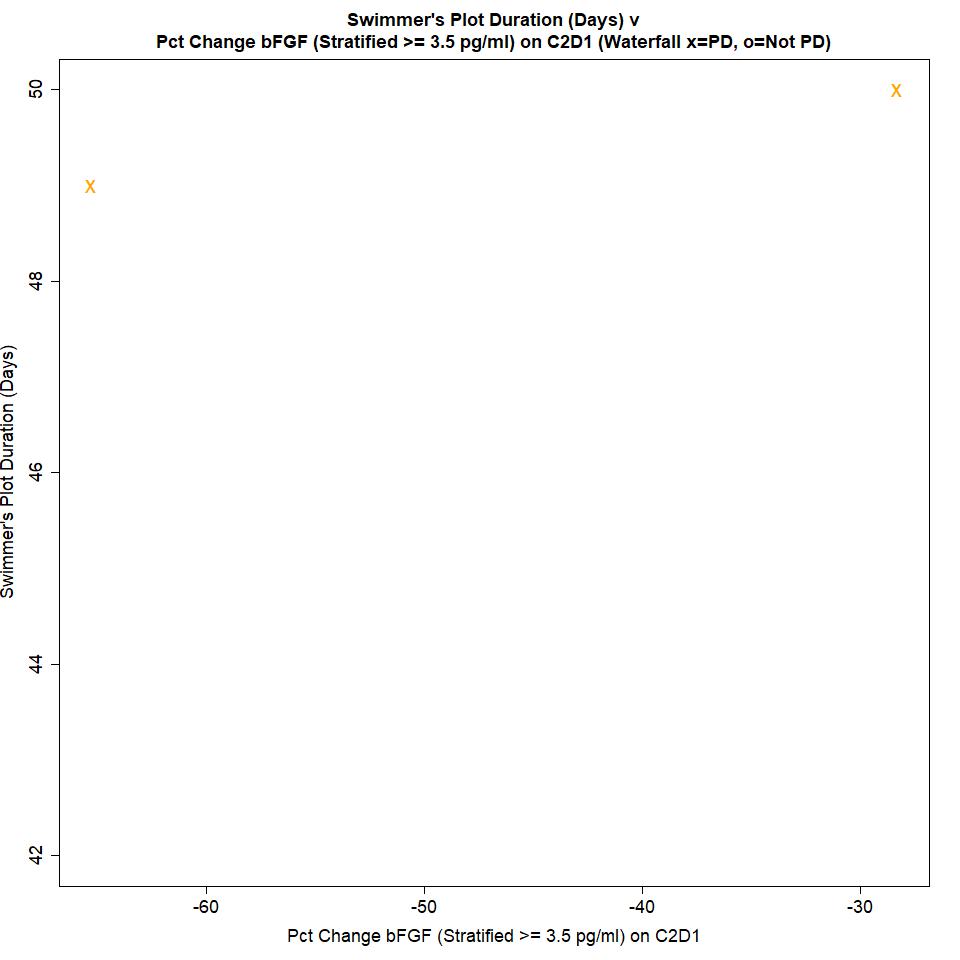 Swimmer's Plot Duration (Days) v
Pct Change bFGF (Stratified >= 3.5 pg/ml) on C2D1 (Waterfall x=PD, o=Not PD)
50
X
X
48
46
Swimmer's Plot Duration (Days)
44
42
-60 -50 -40 -30
Pct Change bFGF (Stratified >= 3.5 pg/ml) on C2D1